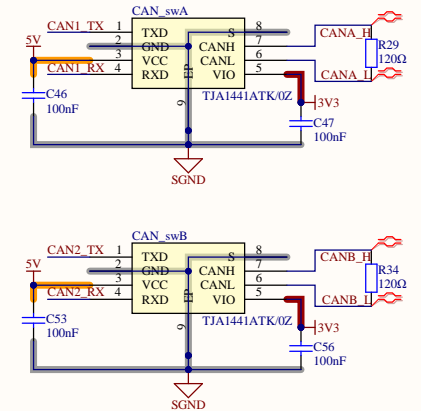 CAN_swA
CAN1_TX 1 TXD S 8
5V 2 GND CANH 7 CANA_H
3 VCC CANL 6 R29
CAN1_RX 4 RXD EP VIO 5 CANA_L 120Ω
C46 9 TJA1441ATK/0Z 3V3
100nF C47
100nF
SGND
CAN_swB
CAN2_TX 1 TXD S 8
5V 2 GND CANH 7 CANB_H
3 VCC CANL 6 R34
CAN2_RX 4 RXD EP VIO 5 CANB_L 120Ω
C53 9 TJA1441ATK/0Z 3V3
100nF C56
100nF
SGND